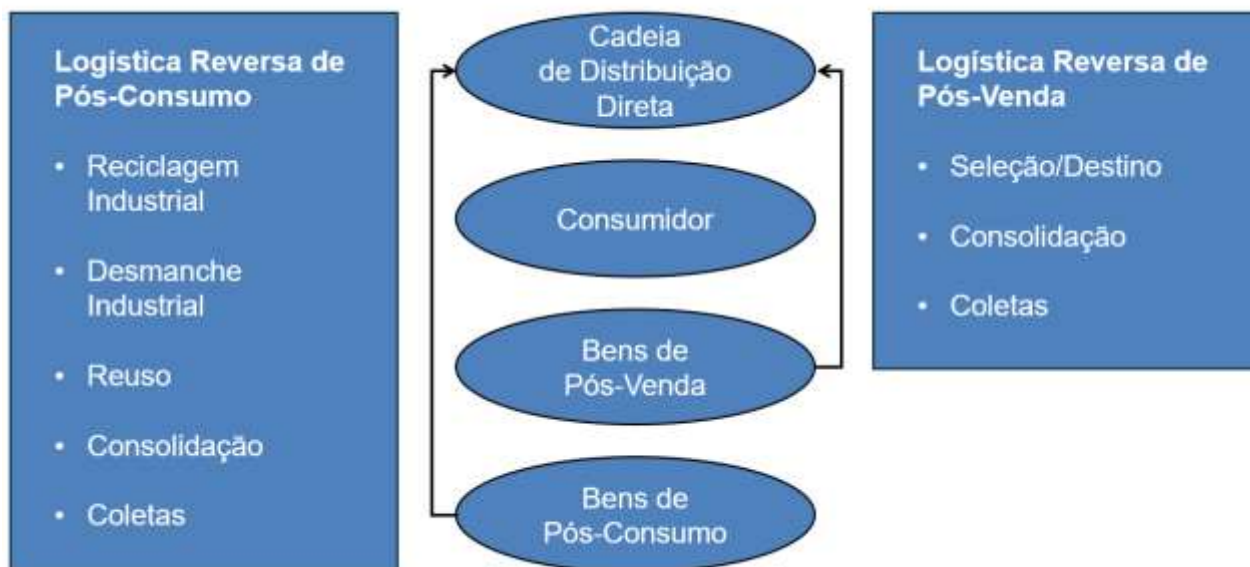 Logística Reversa de
Pós-Consumo
• Reciclagem
Industrial
• Desmanche
Industrial
• Reuso
• Consolidação
• Coletas
Cadeia
de Distribuição
Direta
Consumidor
Bens de
Pós-Venda
Bens de
Pós-Consumo
Logística Reversa de
Pós-Venda
• Seleção/Destino
• Consolidação
• Coletas